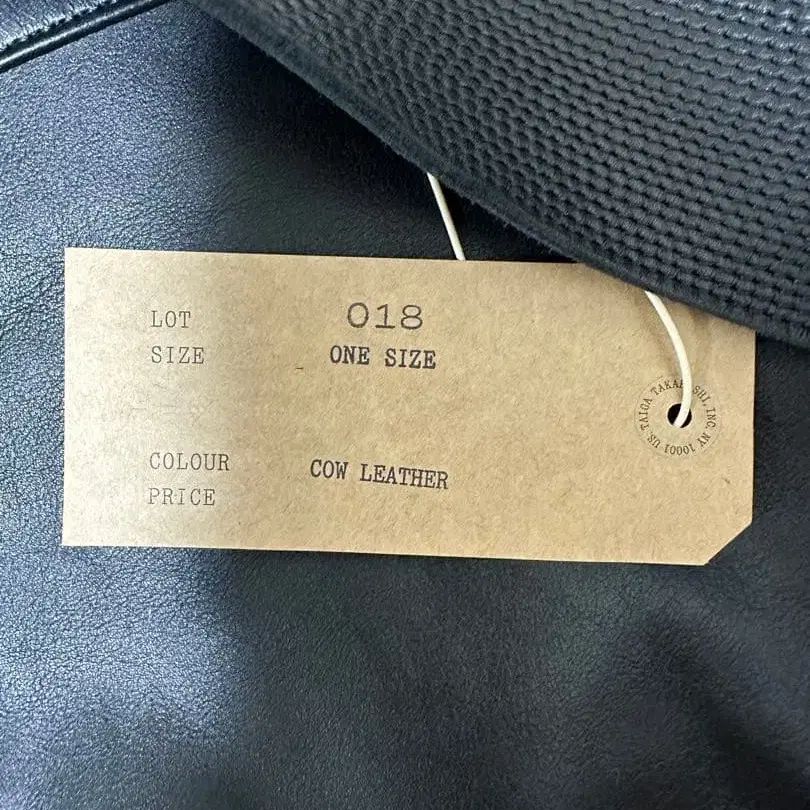 LOT 018
SIZE ONE SIZE
COLOUR COW LEATHER
PRICE
TAIGA TAKAHASHI, INC. NY 10001 US.